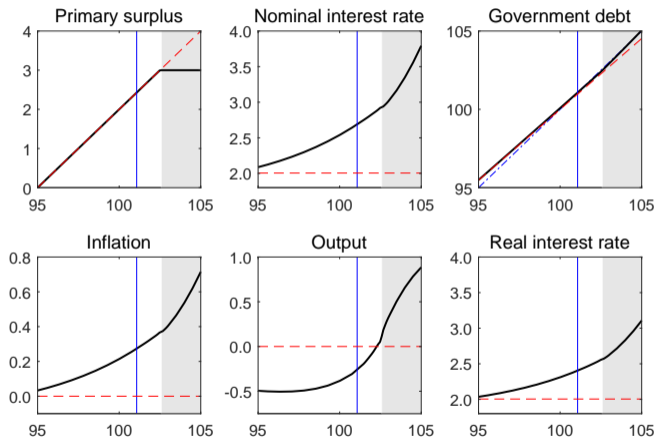 Primary surplus
4
3
2
1
0
95 100 105
Nominal interest rate
4.0
3.5
3.0
2.5
2.0
95 100 105
Government debt
105
100
95
95 100 105
Inflation
0.8
0.6
0.4
0.2
0.0
95 100 105
Output
1.0
0.5
0.0
-0.5
95 100 105
Real interest rate
4.0
3.5
3.0
2.5
2.0
95 100 105